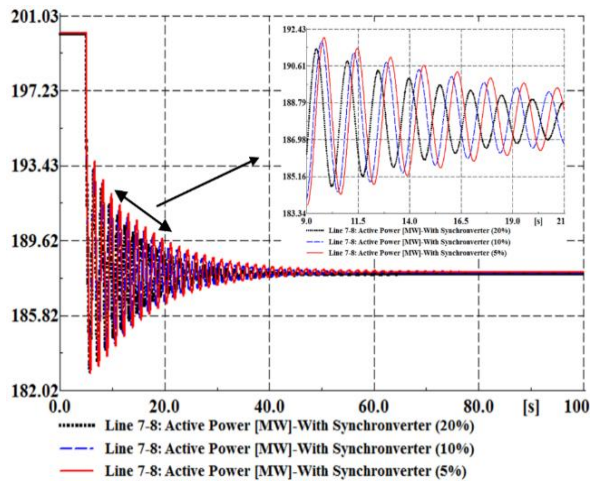 201.03
197.23
193.43
189.62
185.82
182.02
0.0 20.0 40.0 60.0 80.0 [s] 100
192.43
190.61
188.79
186.98
185.16
183.34
9.0 11.5 14.0 16.5 19.0 [s] 21
Line 7-8: Active Power [MW]-With Synchronverter (20%)
Line 7-8: Active Power [MW]-With Synchronverter (10%)
Line 7-8: Active Power [MW]-With Synchronverter (5%)
Line 7-8: Active Power [MW]-With Synchronverter (20%)
Line 7-8: Active Power [MW]-With Synchronverter (10%)
Line 7-8: Active Power [MW]-With Synchronverter (5%)